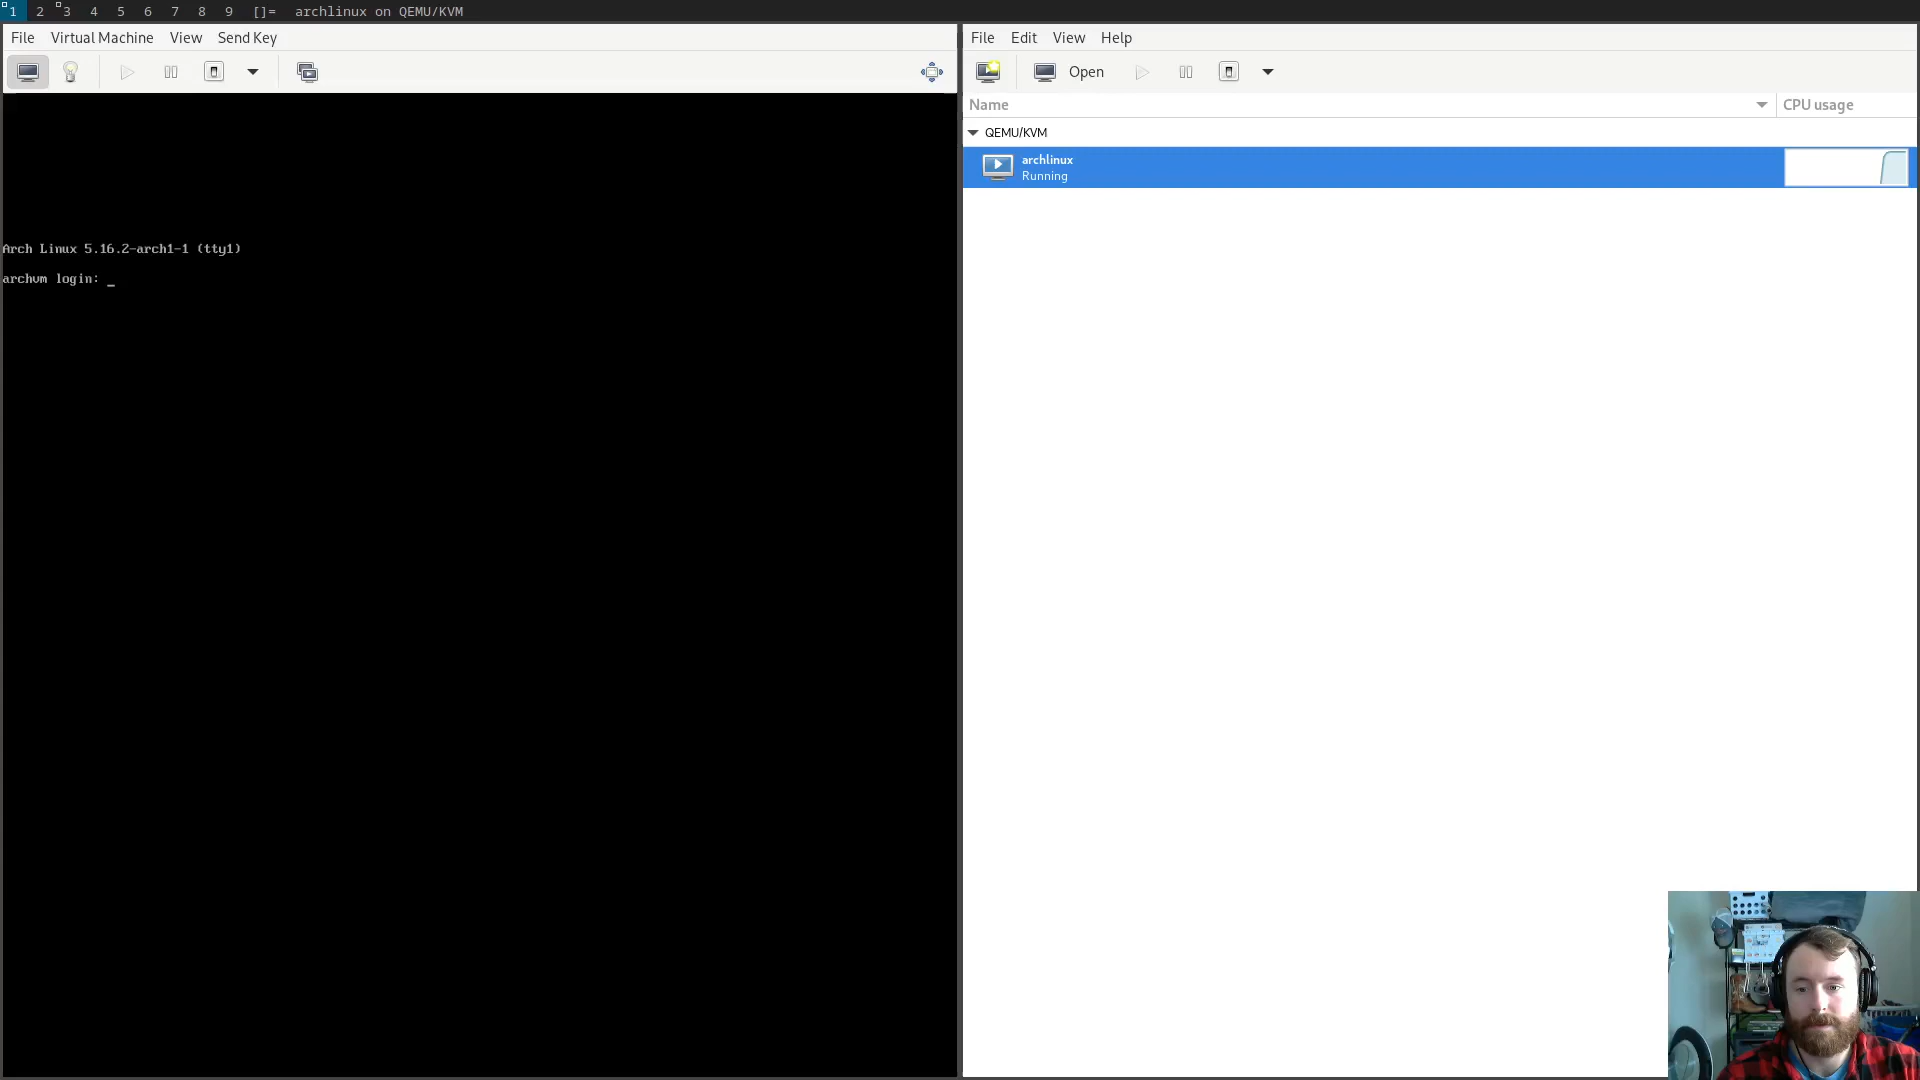 1 2 3 4 5 6 7 8 9 []= archlinux on QEMU/KVM
File Virtual Machine View Send Key
Arch Linux 5.16.2-arch1-1 (tty1)
archvm login: _
File Edit View Help
Open
Name CPU usage
QEMU/KVM
archlinux
Running